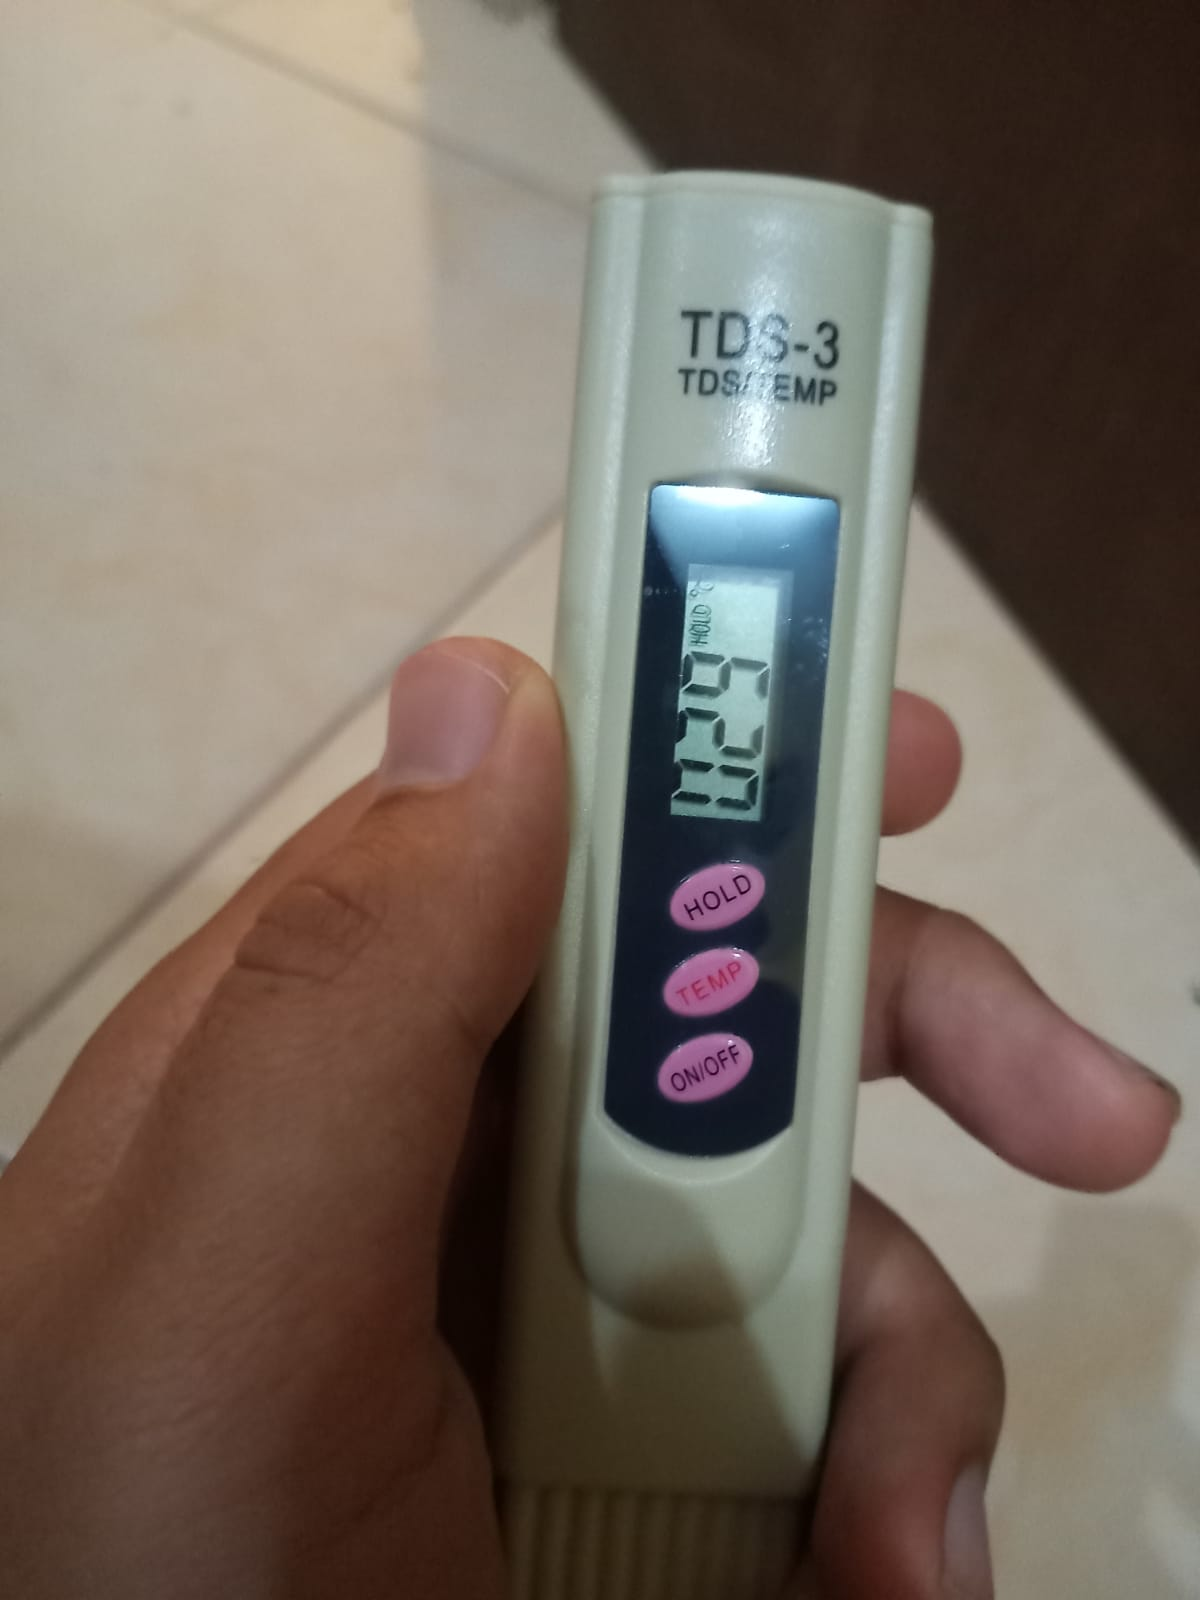 TDS-3
TDS/TEMP
HOLD °C
HOLD
TEMP
ON/OFF